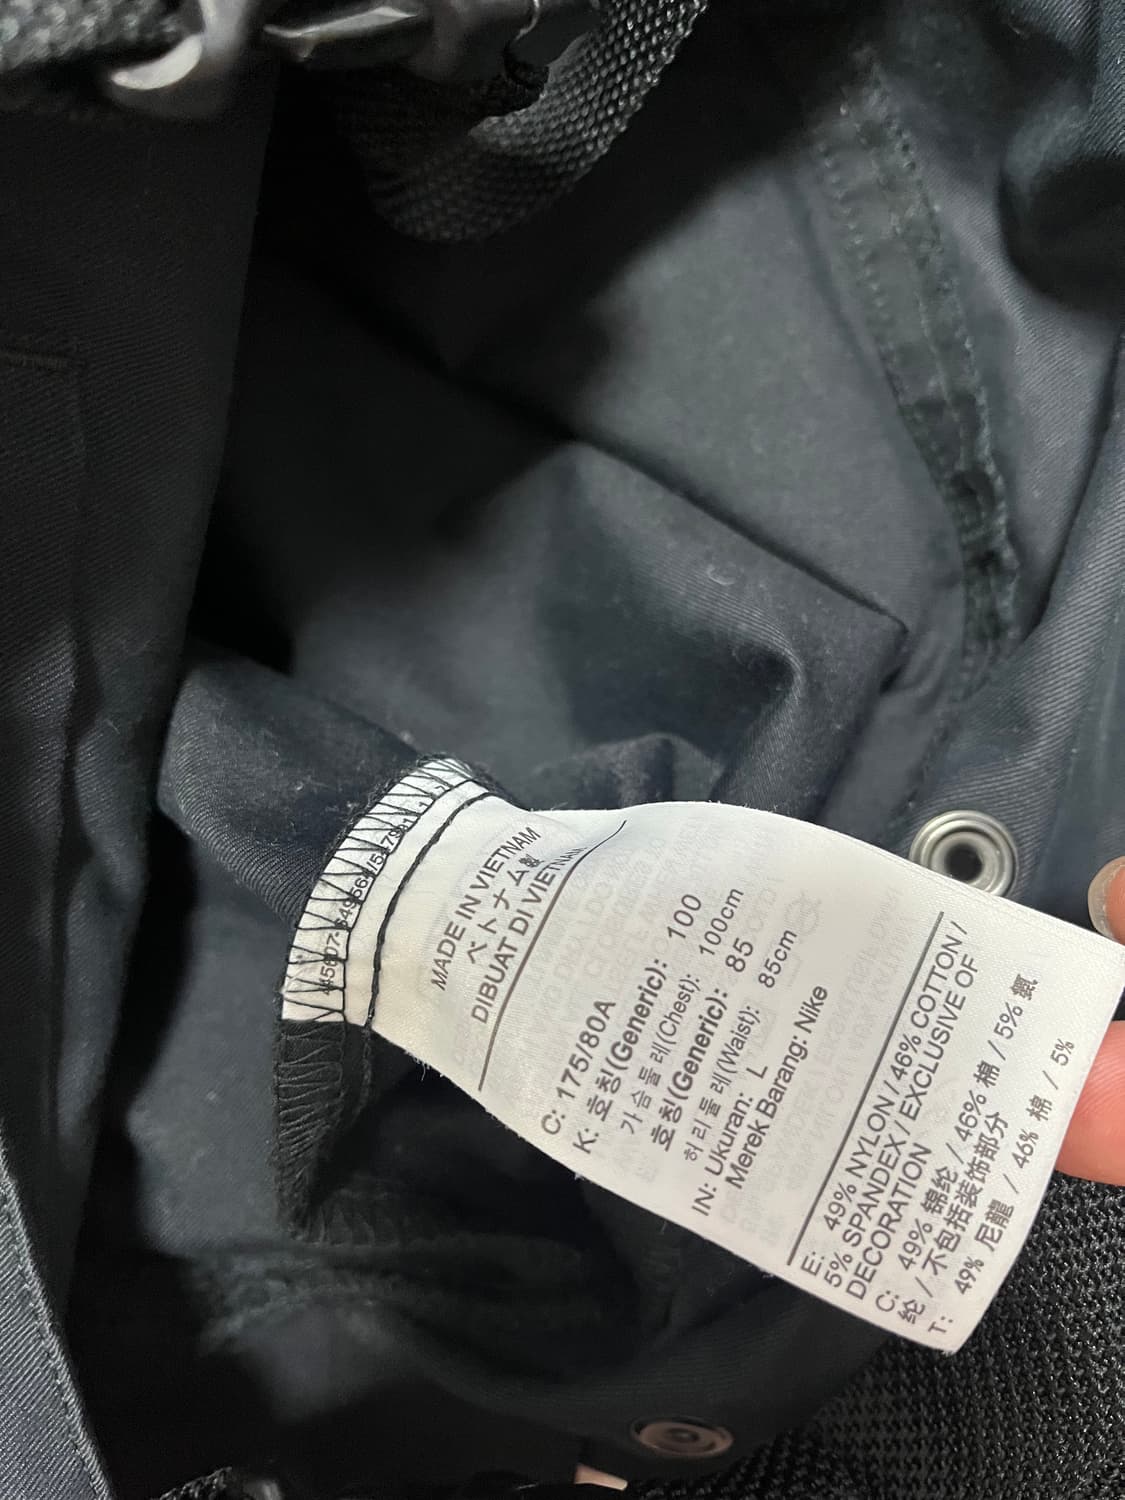 MADE IN VIETNAM
ベトナム製
DIBUAT DI VIETNAM
C: 175/80A
K: 호칭(Generic): 100
가슴둘레(Chest): 100cm
호칭(Generic): 85
허리둘레(Waist): 85cm
IN: Ukuran: L
Merek Barang: Nike
E: 49% NYLON / 46% COTTON /
5% SPANDEX / EXCLUSIVE OF
DECORATION
C: 49% 锦纶 / 46% 棉 / 5% 氨
纶 / 不包括装饰部分
T: 49% 尼龍 / 46% 棉 / 5%